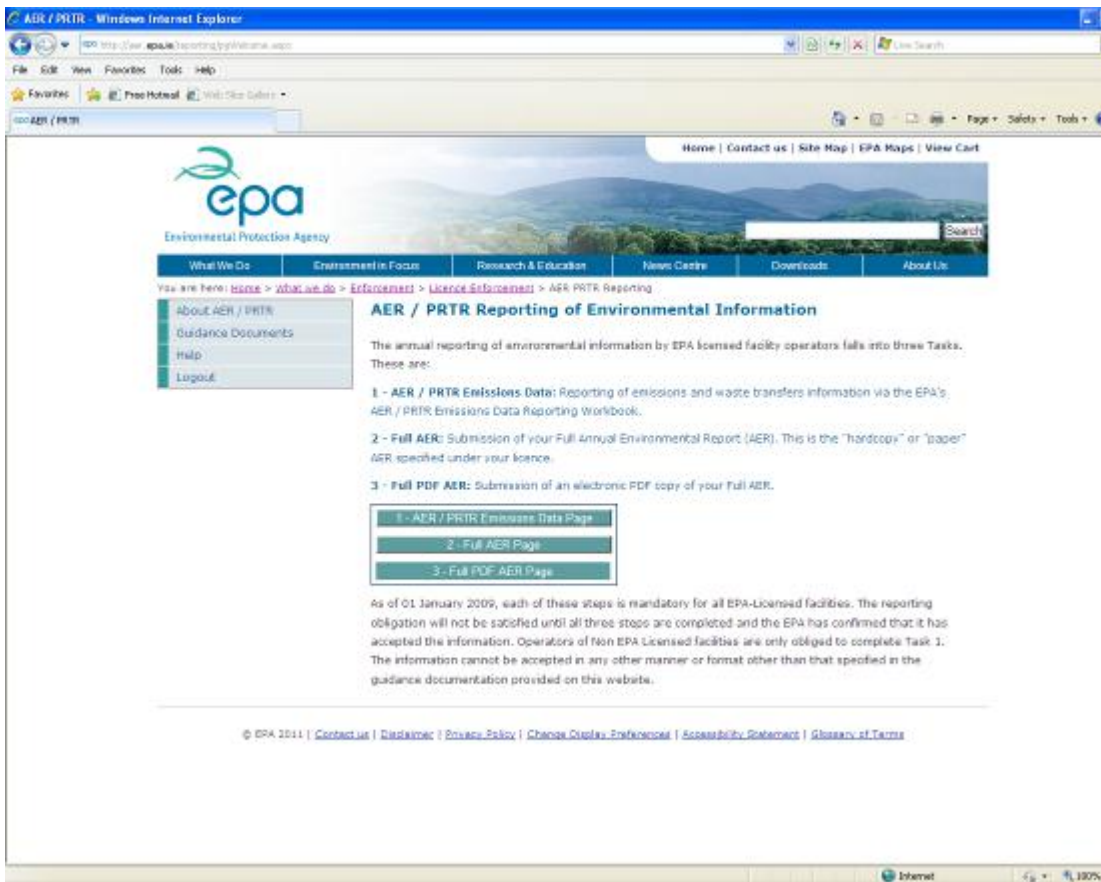 AER / PRTR - Windows Internet Explorer
File Edit View Favorites Tools Help
Favorites Free Hotmail Web Slice Gallery
AER / PRTR
Page Safety Tools
Home | Contact us | Site Map | EPA Maps | View Cart
epa
Environmental Protection Agency
Search
What We Do Environment in Focus Research & Education News Centre Downloads About Us
You are here: Home > What we do > Enforcement > Licence Enforcement > AER PRTR Reporting
About AER / PRTR
Guidance Documents
Help
Logout
AER / PRTR Reporting of Environmental Information
The annual reporting of environmental information by EPA licensed facility operators falls into three Tasks.
These are:
1 - AER / PRTR Emissions Data: Reporting of emissions and waste transfers information via the EPA's
AER / PRTR Emissions Data Reporting Workbook.
2 - Full AER: Submission of your Full Annual Environmental Report (AER). This is the "hardcopy" or "paper"
AER specified under your licence.
3 - Full PDF AER: Submission of an electronic PDF copy of your Full AER.
1 - AER / PRTR Emissions Data Page
2 - Full AER Page
3 - Full PDF AER Page
As of 01 January 2009, each of these steps is mandatory for all EPA-Licensed facilities. The reporting
obligation will not be satisfied until all three steps are completed and the EPA has confirmed that it has
accepted the information. Operators of Non EPA Licensed facilities are only obliged to complete Task 1.
The information cannot be accepted in any other manner or format other than that specified in the
guidance documentation provided on this website.
© EPA 2011 | Contact us | Disclaimer | Privacy Policy | Change Display Preferences | Accessibility Statement | Glossary of Terms
Internet 100%